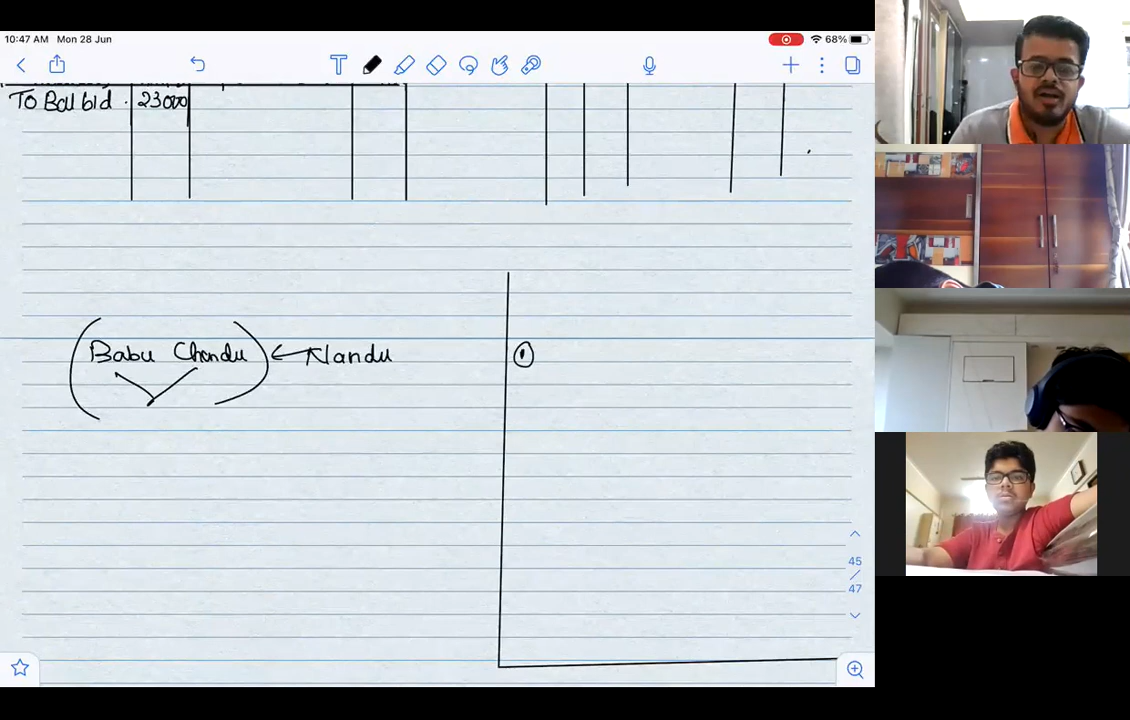 10:47 AM Mon 28 Jun
68%
To Bal b/d 23000
Babu Chandu Nandu
1
45
47